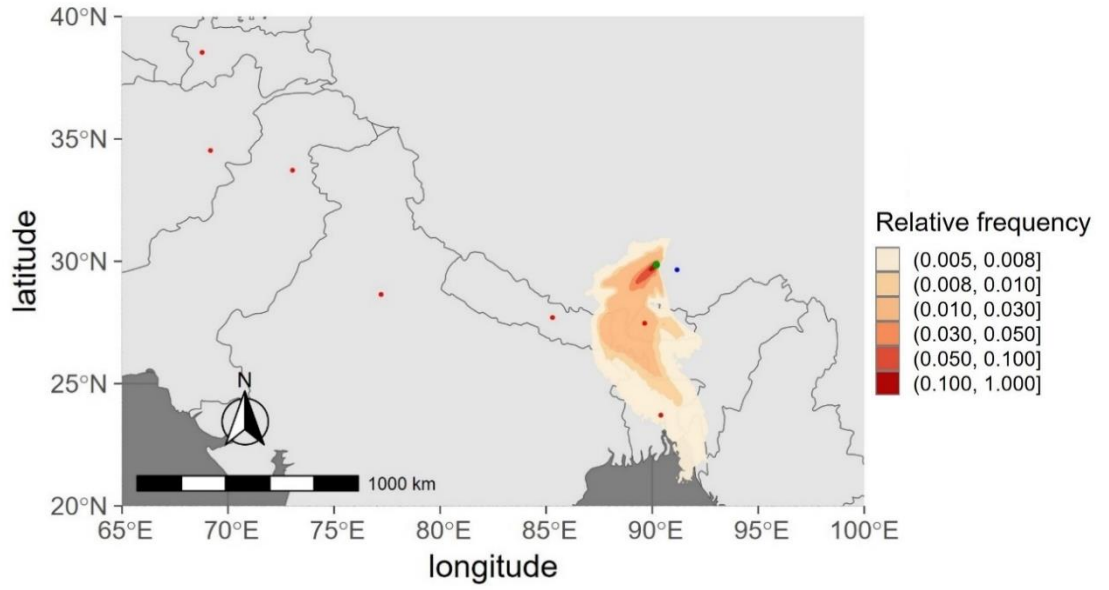 40°N
35°N
30°N
25°N
20°N
latitude
65°E 70°E 75°E 80°E 85°E 90°E 95°E 100°E
longitude
N
1000 km
Relative frequency
(0.005, 0.008]
(0.008, 0.010]
(0.010, 0.030]
(0.030, 0.050]
(0.050, 0.100]
(0.100, 1.000]